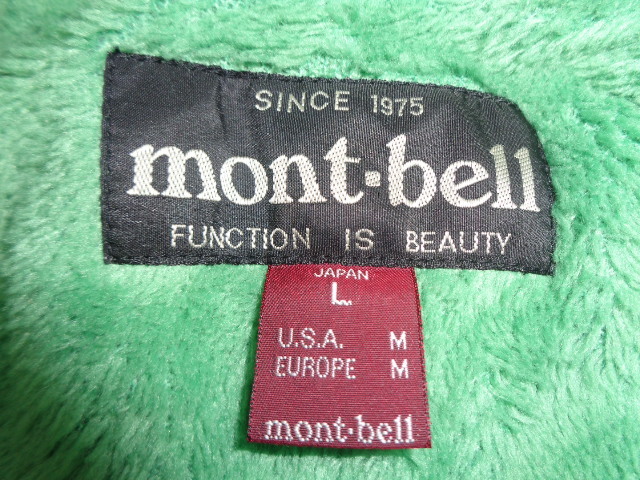 SINCE 1975
mont·bell
FUNCTION IS BEAUTY
JAPAN
L
U.S.A. M
EUROPE M
mont·bell